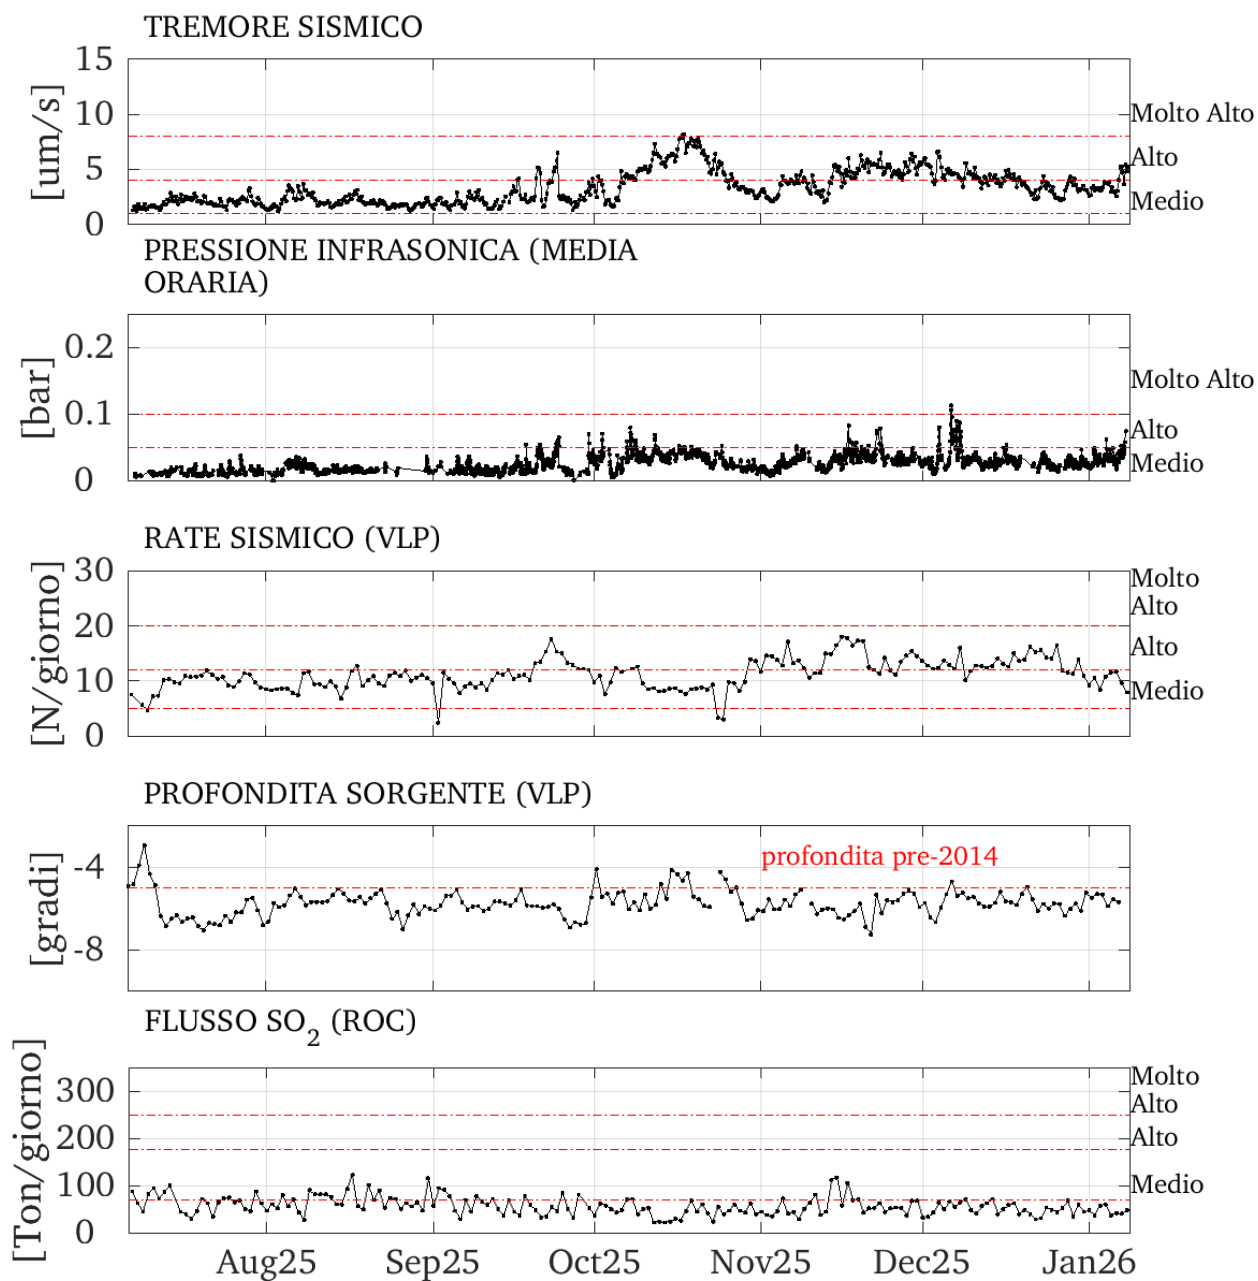 TREMORE SISMICO
15
10
5
0
[um/s]
Molto Alto
Alto
Medio
PRESSIONE INFRASONICA (MEDIA
ORARIA)
0.2
0.1
0
[bar]
Molto Alto
Alto
Medio
RATE SISMICO (VLP)
30
20
10
0
[N/giorno]
Molto
Alto
Alto
Medio
PROFONDITA SORGENTE (VLP)
-4
-8
[gradi]
profondita pre-2014
FLUSSO SO2 (ROC)
300
200
100
0
[Ton/giorno]
Molto
Alto
Alto
Medio
Aug25 Sep25 Oct25 Nov25 Dec25 Jan26